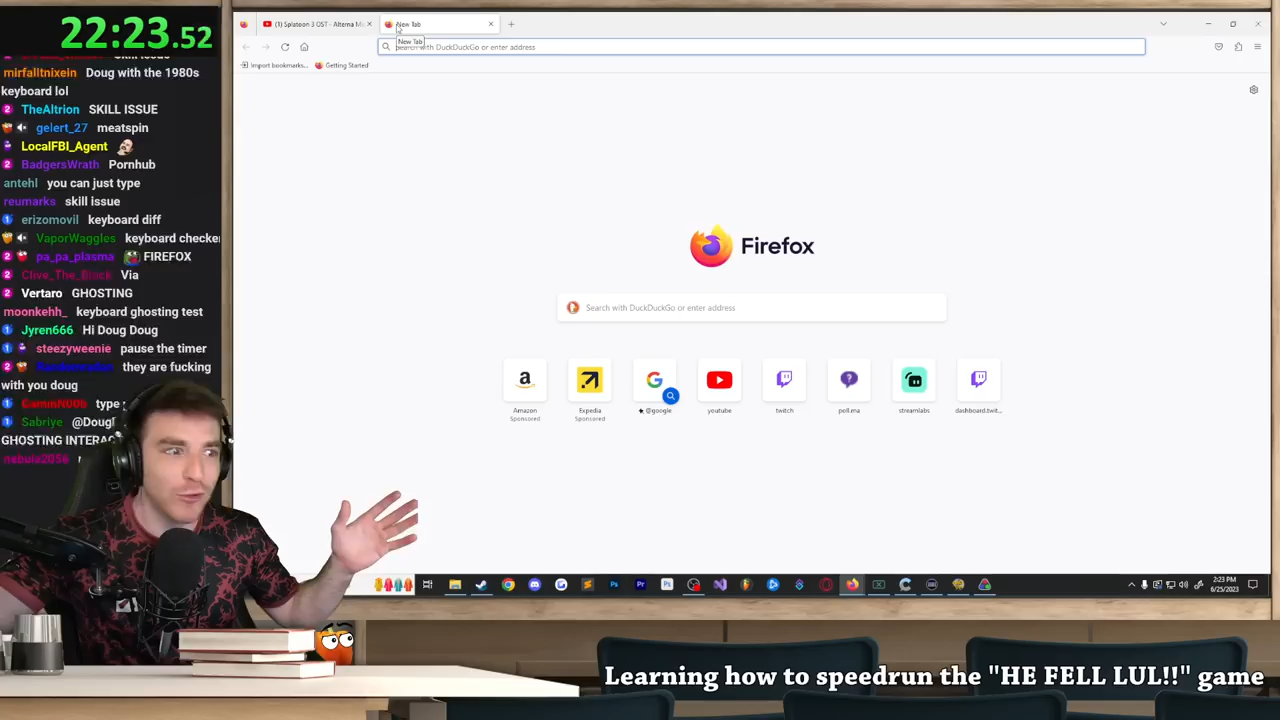 22:23.52
mirfalltnixein Doug with the 1980s
keyboard lol
TheAltrion SKILL ISSUE
gelert_27 meatspin
LocalFBI_Agent
BadgersWrath Pornhub
antehl you can just type
reumarks skill issue
erizomovil keyboard diff
VaporWaggles keyboard checker
pa_pa_plasma FIREFOX
Clive_The_Black Via
Vertaro GHOSTING
moonkehh_ keyboard ghosting test
Jyren666 Hi Doug Doug
steezyweenie pause the timer
they are fucking
with you doug
CaminN00b type
Sabriye @Doug
GHOSTING INTERAC
nebula2056
(1) Splatoon 3 OST - Alterna Mi
New Tab
New Tab
Search with DuckDuckGo or enter address
Import bookmarks...
Getting Started
Firefox
Search with DuckDuckGo or enter address
Amazon
Sponsored
Expedia
Sponsored
@google
youtube
twitch
poll.ma
streamlabs
dashboard.twit...
2:23 PM
6/25/2023
Learning how to speedrun the "HE FELL LUL!!" game